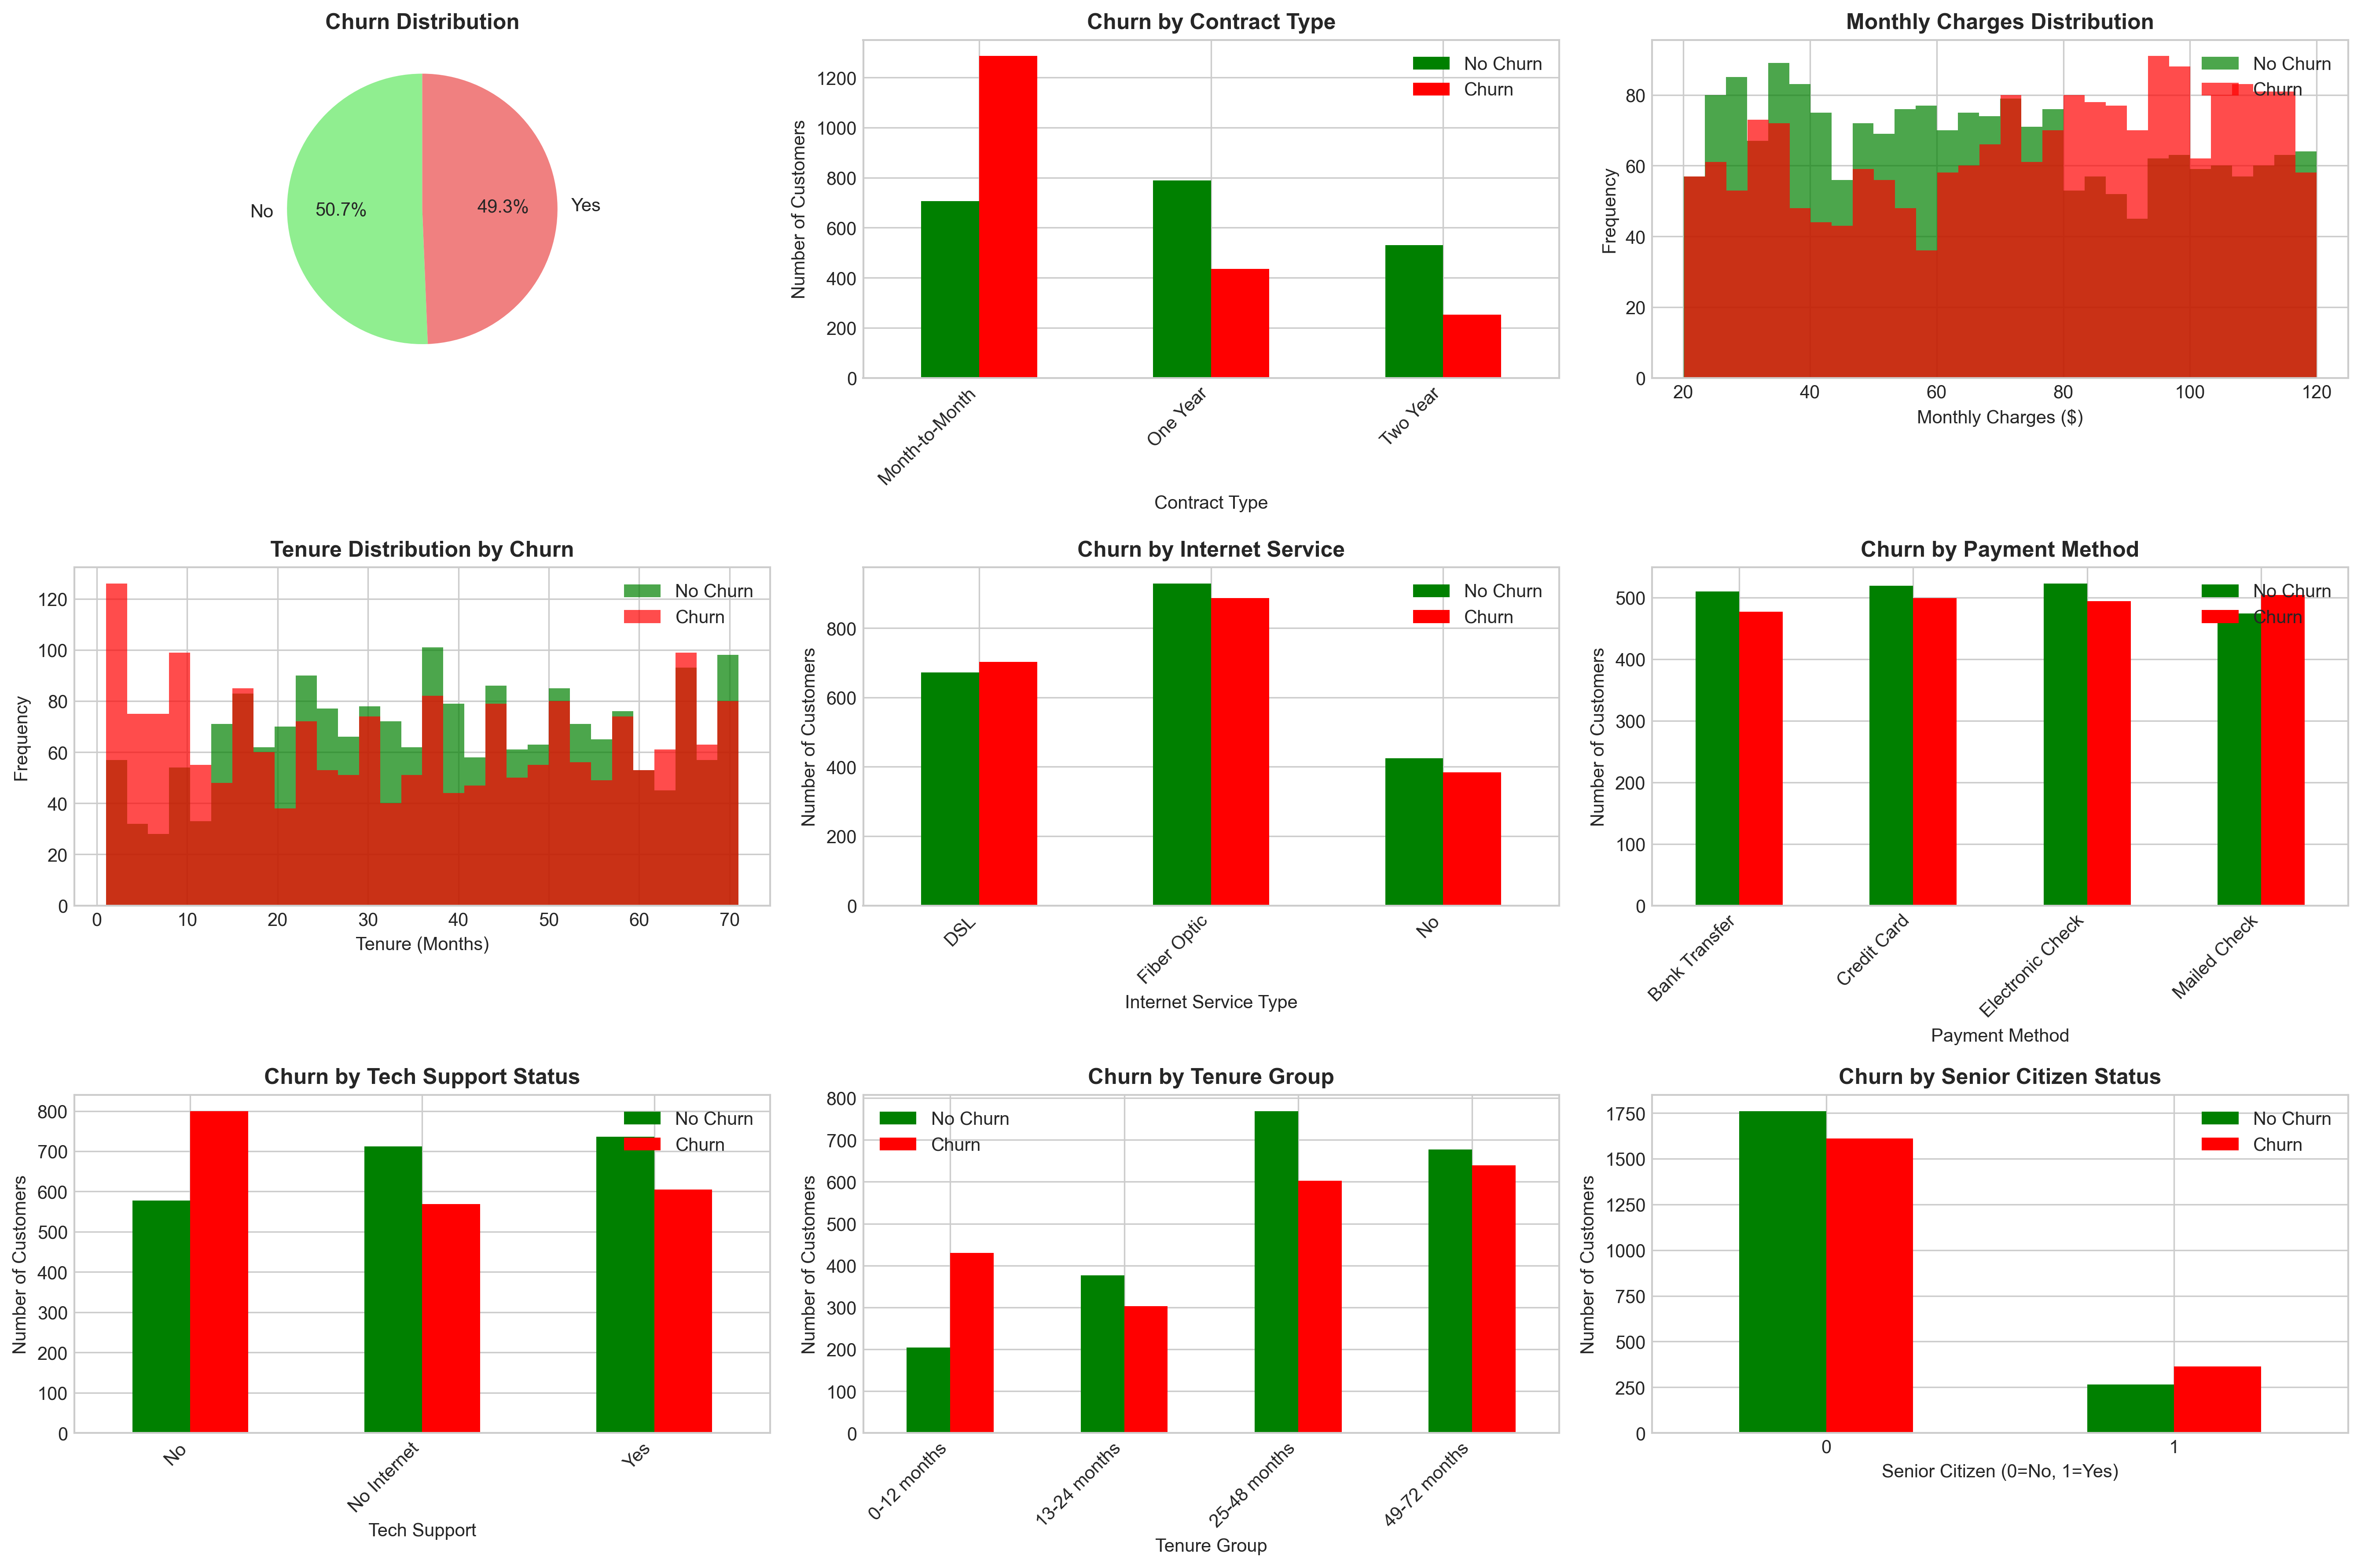 Churn Distribution
No
50.7%
49.3%
Yes
Churn by Contract Type
No Churn
Churn
1200
1000
800
600
400
200
0
Number of Customers
Month-to-Month
One Year
Two Year
Contract Type
Monthly Charges Distribution
No Churn
Churn
80
60
40
20
0
Frequency
20
40
60
80
100
120
Monthly Charges ($)
Tenure Distribution by Churn
No Churn
Churn
120
100
80
60
40
20
0
Frequency
0
10
20
30
40
50
60
70
Tenure (Months)
Churn by Internet Service
No Churn
Churn
800
600
400
200
0
Number of Customers
DSL
Fiber Optic
No
Internet Service Type
Churn by Payment Method
No Churn
Churn
500
400
300
200
100
0
Number of Customers
Bank Transfer
Credit Card
Electronic Check
Mailed Check
Payment Method
Churn by Tech Support Status
No Churn
Churn
800
700
600
500
400
300
200
100
0
Number of Customers
No
No Internet
Yes
Tech Support
Churn by Tenure Group
No Churn
Churn
800
700
600
500
400
300
200
100
0
Number of Customers
0-12 months
13-24 months
25-48 months
49-72 months
Tenure Group
Churn by Senior Citizen Status
No Churn
Churn
1750
1500
1250
1000
750
500
250
0
Number of Customers
0
1
Senior Citizen (0=No, 1=Yes)